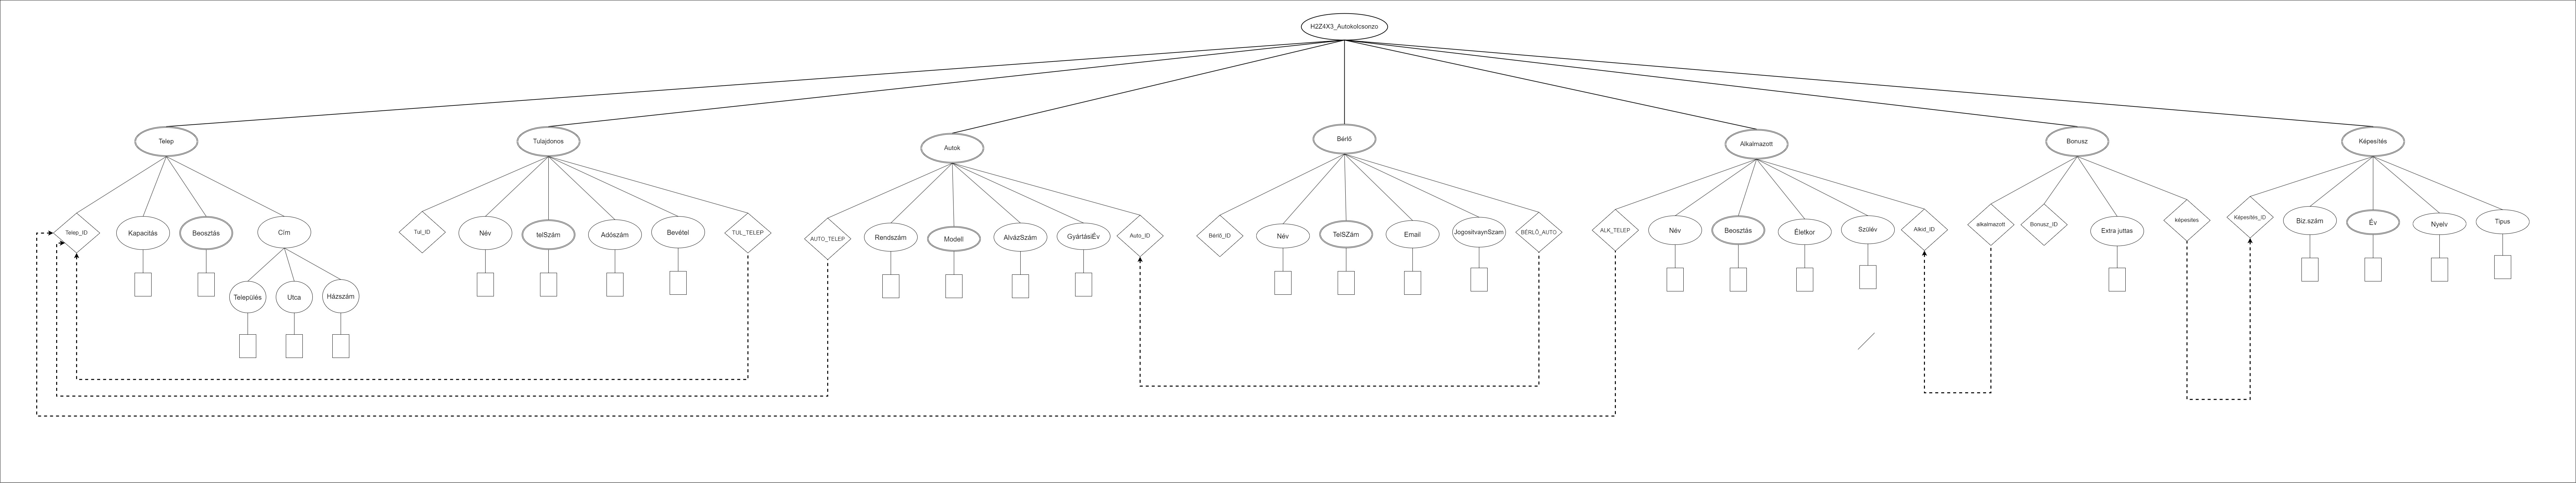 H2Z4X3_Autokolcsonzo
Telep
Tulajdonos
Autok
Bérlő
Alkalmazott
Bonusz
Képesítés
Telep_ID
Kapacitás
Beosztás
Cím
Település
Utca
Házszám
Tul_ID
Név
telSzám
Adószám
Bevétel
TUL_TELEP
AUTO_TELEP
Rendszám
Modell
AlvázSzám
GyártásiÉv
Auto_ID
Bérlő_ID
Név
TelSZám
Email
JogositvaynSzam
BÉRLŐ_AUTO
ALK_TELEP
Név
Beosztás
Életkor
Szülév
Alkid_ID
alkalmazott
Bonusz_ID
Extra juttas
képesites
Képesítés_ID
Biz.szám
Év
Nyelv
Tipus